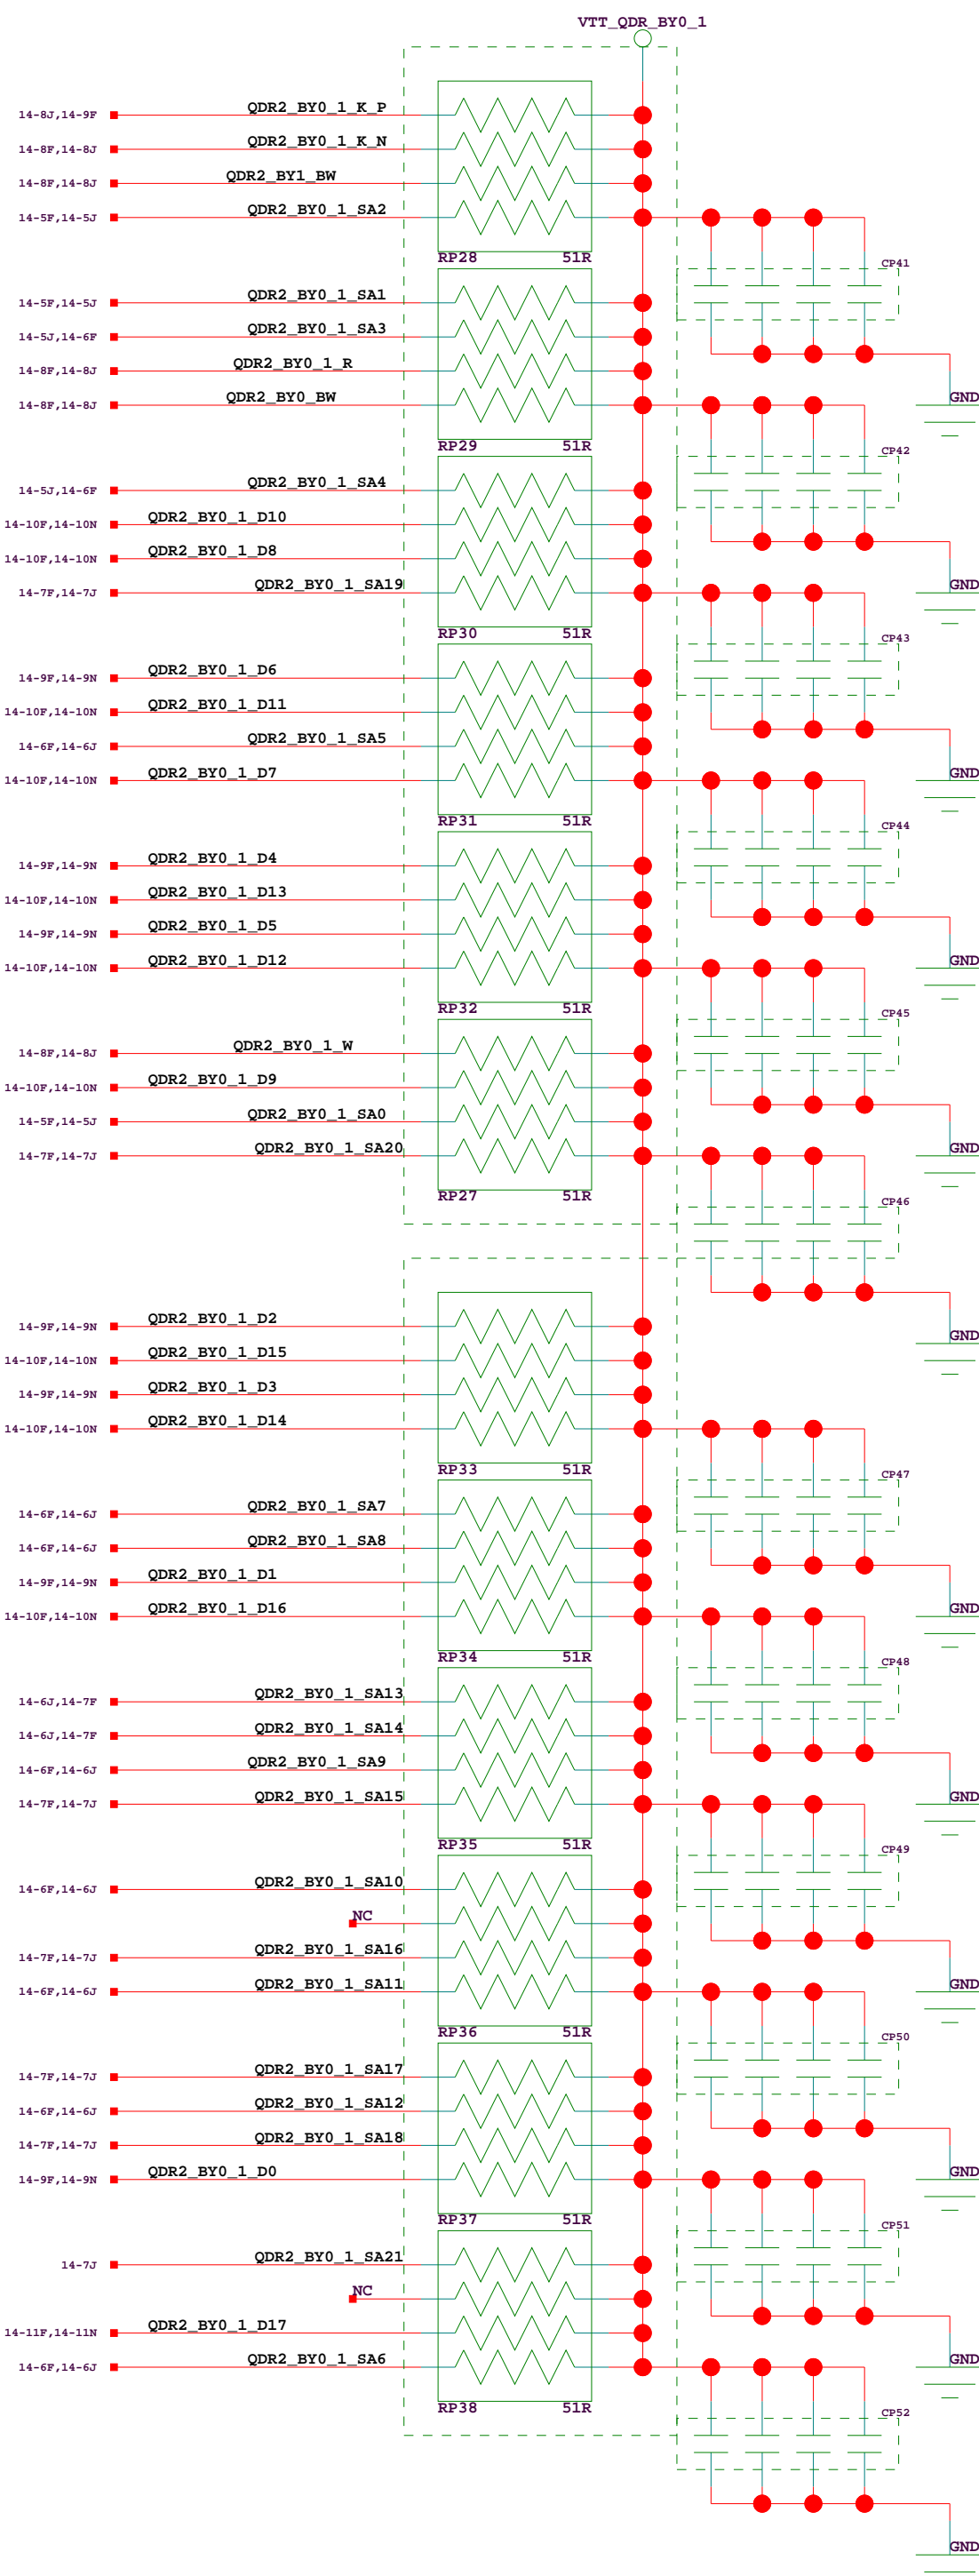 VTT_QDR_BY0_1
14-8J,14-9F QDR2_BY0_1_K_P
14-8F,14-8J QDR2_BY0_1_K_N
14-8F,14-8J QDR2_BY1_BW
14-5F,14-5J QDR2_BY0_1_SA2
RP28 51R
CP41
14-5F,14-5J QDR2_BY0_1_SA1
14-5J,14-6F QDR2_BY0_1_SA3
14-8F,14-8J QDR2_BY0_1_R
14-8F,14-8J QDR2_BY0_BW
GND
RP29 51R
CP42
14-5J,14-6F QDR2_BY0_1_SA4
14-10F,14-10N QDR2_BY0_1_D10
14-10F,14-10N QDR2_BY0_1_D8
14-7F,14-7J QDR2_BY0_1_SA19
GND
RP30 51R
CP43
14-9F,14-9N QDR2_BY0_1_D6
14-10F,14-10N QDR2_BY0_1_D11
14-6F,14-6J QDR2_BY0_1_SA5
14-10F,14-10N QDR2_BY0_1_D7
GND
RP31 51R
CP44
14-9F,14-9N QDR2_BY0_1_D4
14-10F,14-10N QDR2_BY0_1_D13
14-9F,14-9N QDR2_BY0_1_D5
14-10F,14-10N QDR2_BY0_1_D12
GND
RP32 51R
CP45
14-8F,14-8J QDR2_BY0_1_W
14-10F,14-10N QDR2_BY0_1_D9
14-5F,14-5J QDR2_BY0_1_SA0
14-7F,14-7J QDR2_BY0_1_SA20
GND
RP27 51R
CP46
14-9F,14-9N QDR2_BY0_1_D2
GND
14-10F,14-10N QDR2_BY0_1_D15
14-9F,14-9N QDR2_BY0_1_D3
14-10F,14-10N QDR2_BY0_1_D14
RP33 51R
CP47
14-6F,14-6J QDR2_BY0_1_SA7
14-6F,14-6J QDR2_BY0_1_SA8
14-9F,14-9N QDR2_BY0_1_D1
14-10F,14-10N QDR2_BY0_1_D16
GND
RP34 51R
CP48
14-6J,14-7F QDR2_BY0_1_SA13
14-6J,14-7F QDR2_BY0_1_SA14
14-6F,14-6J QDR2_BY0_1_SA9
14-7F,14-7J QDR2_BY0_1_SA15
GND
RP35 51R
CP49
14-6F,14-6J QDR2_BY0_1_SA10
NC
14-7F,14-7J QDR2_BY0_1_SA16
14-6F,14-6J QDR2_BY0_1_SA11
GND
RP36 51R
CP50
14-7F,14-7J QDR2_BY0_1_SA17
14-6F,14-6J QDR2_BY0_1_SA12
14-7F,14-7J QDR2_BY0_1_SA18
14-9F,14-9N QDR2_BY0_1_D0
GND
RP37 51R
CP51
14-7J QDR2_BY0_1_SA21
NC
14-11F,14-11N QDR2_BY0_1_D17
14-6F,14-6J QDR2_BY0_1_SA6
GND
RP38 51R
CP52
GND